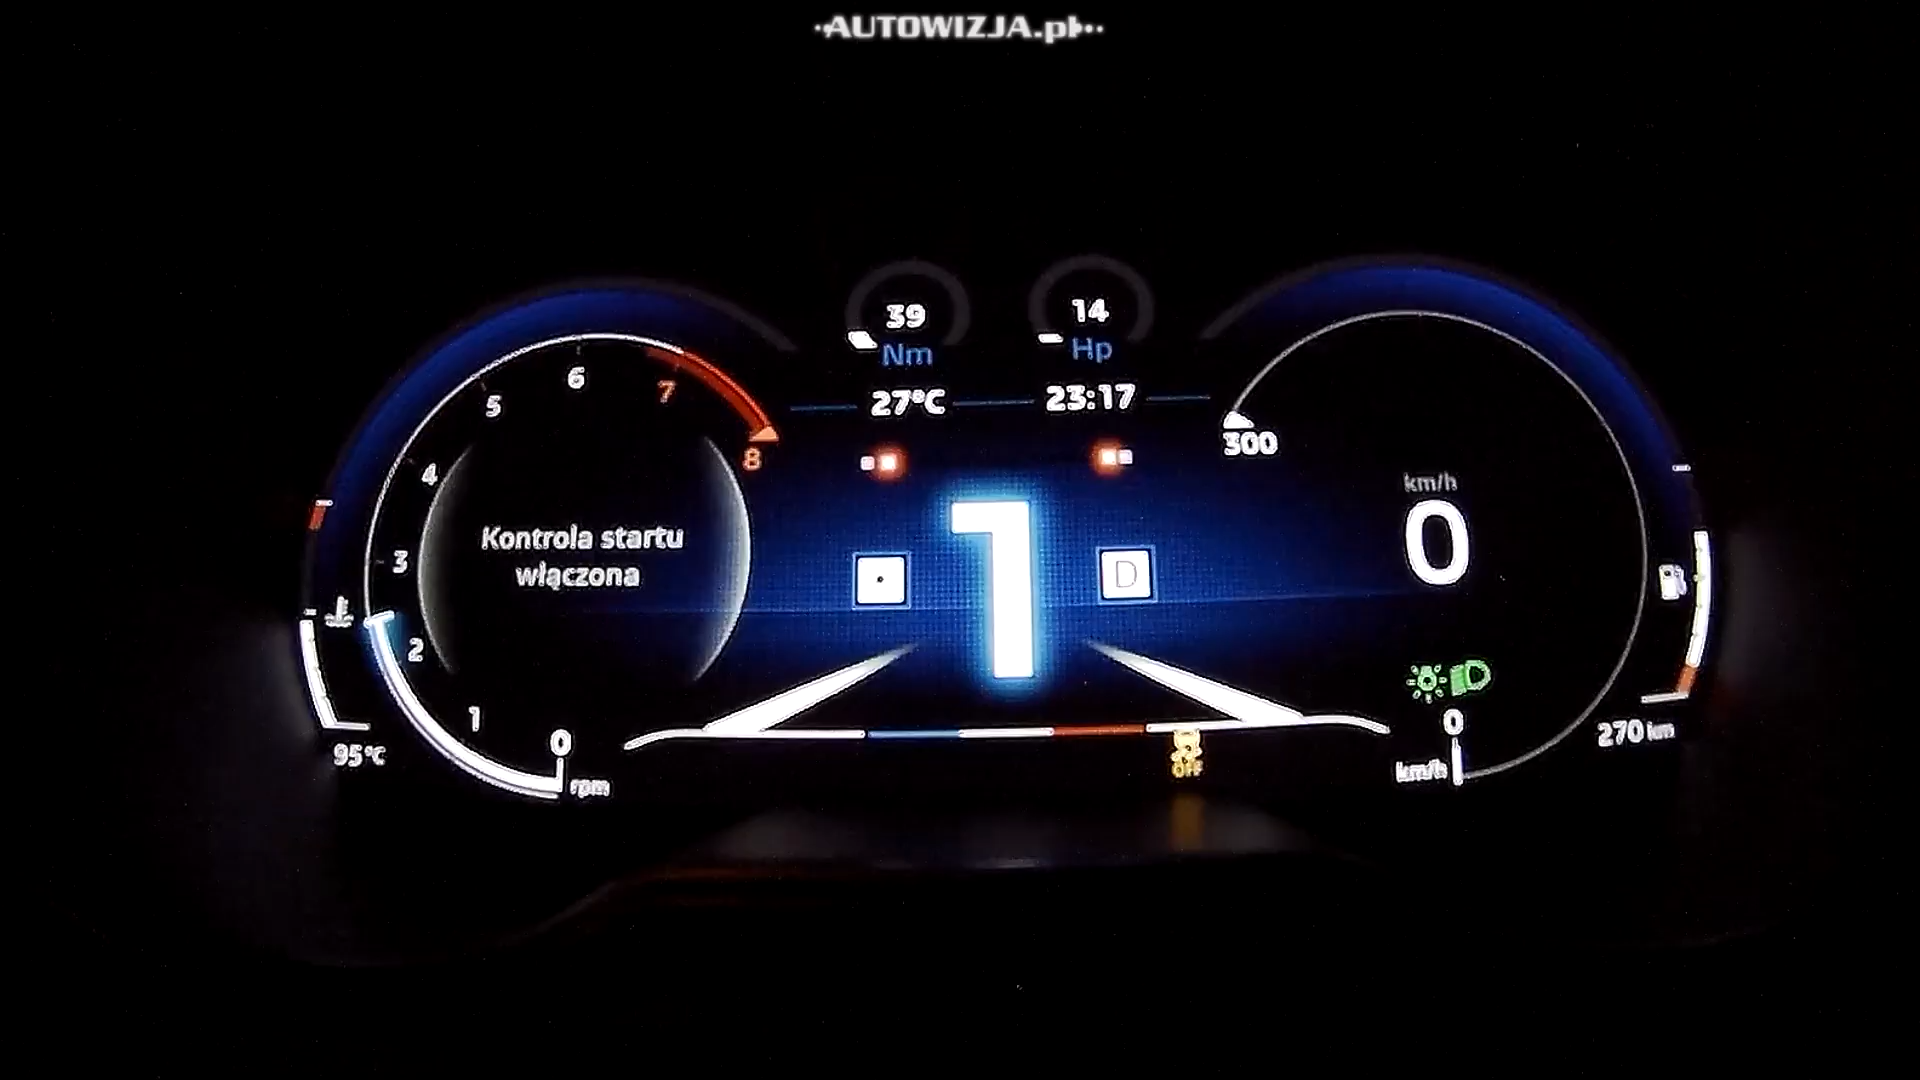 AUTOWIZJA.pl
39 Nm
14 Hp
27°C
23:17
1 2 3 4 5 6 7 8
0
rpm
Kontrola startu
włączona
95°C
1
D
300
km/h
0
0
km/h
270 km
OFF